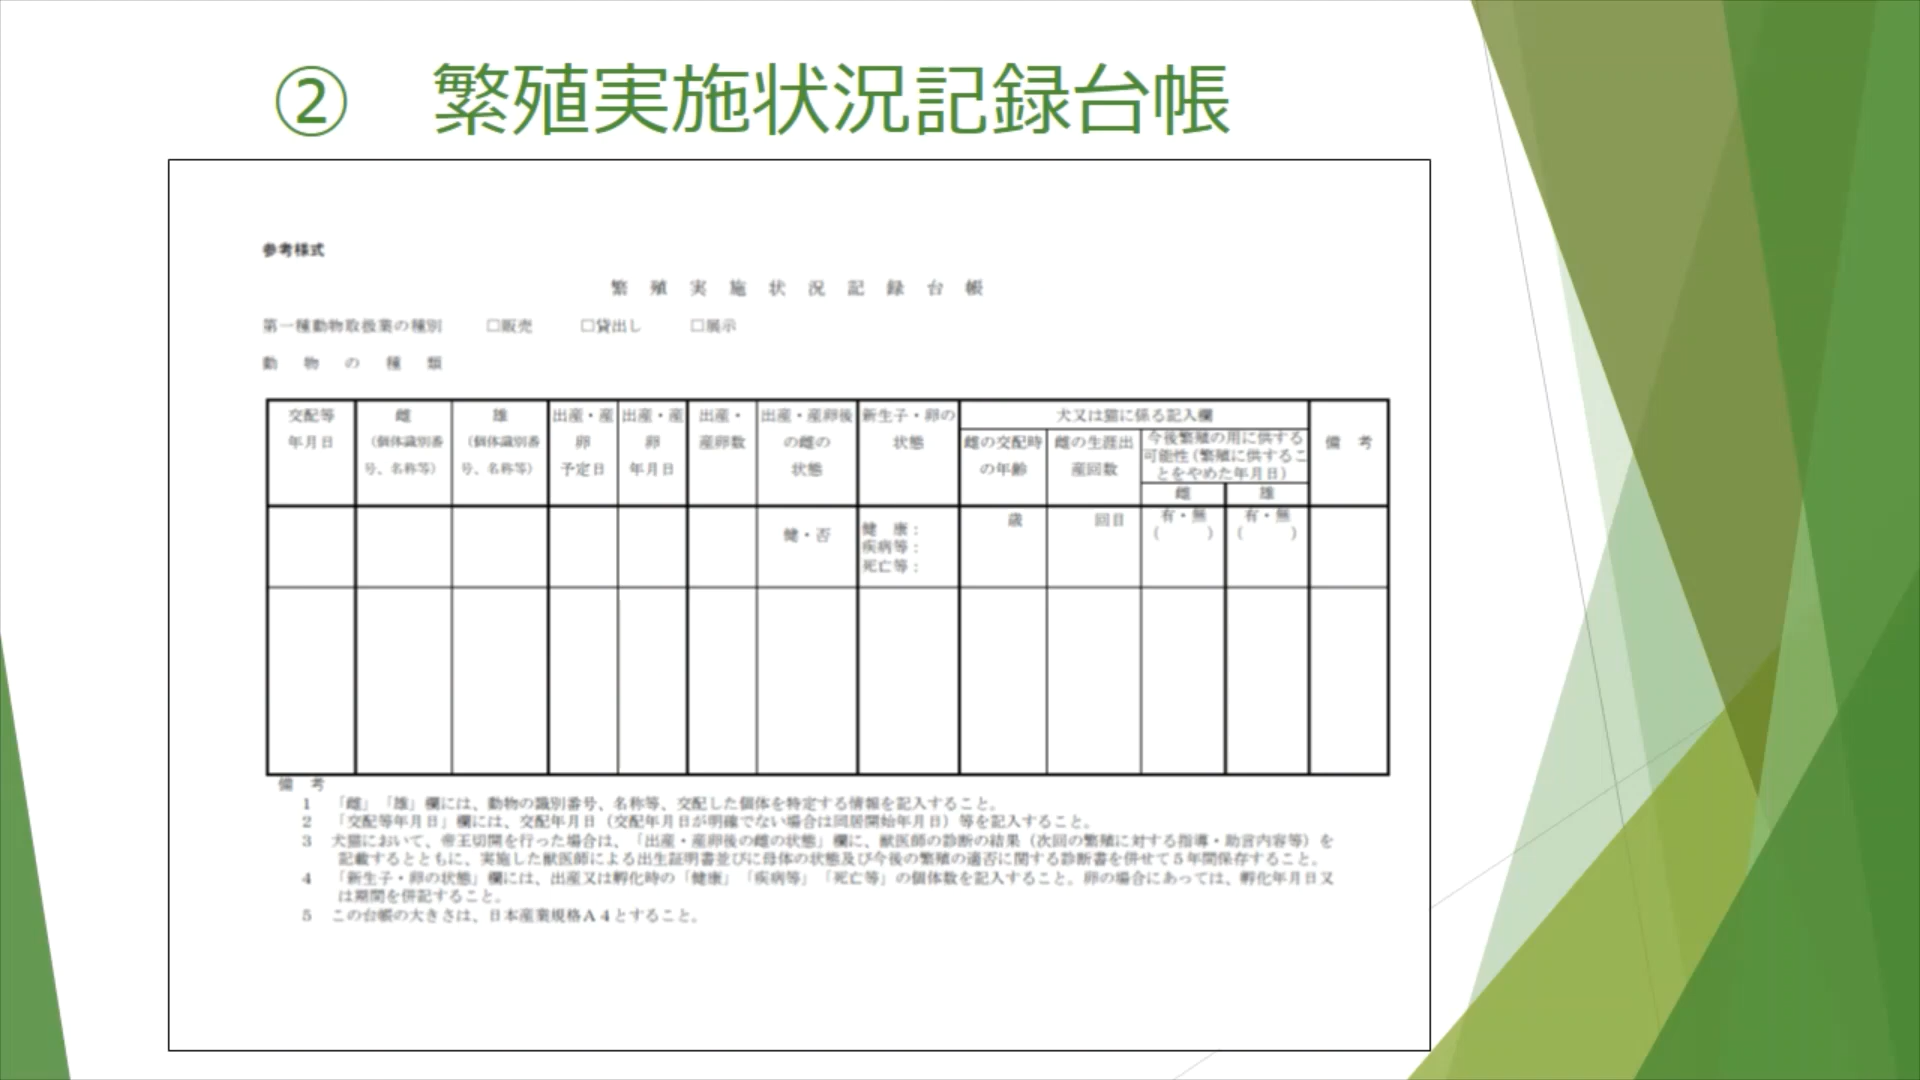 ② 繁殖実施状況記録台帳
参考様式
繁殖実施状況記録台帳
第一種動物取扱業の種別 □販売 □貸出し □展示
動物の種類
交配等
年月日
雌
（個体識別番
号、名称等）
雄
（個体識別番
号、名称等）
出産・産
卵
予定日
出産・産
卵
年月日
出産・
産卵数
出産・産卵後
の雌の
状態
新生子・卵の
状態
犬又は猫に係る記入欄
雌の交配時
の年齢
雌の生涯出
産回数
今後繁殖の用に供する
可能性（繁殖に供するこ
とをやめた年月日）
雌 雄
備 考
健・否
健 康：
疾病等：
死亡等：
歳
回目
有・無
（ ）
有・無
（ ）
備 考
1 「雌」「雄」欄には、動物の識別番号、名称等、交配した個体を特定する情報を記入すること。
2 「交配等年月日」欄には、交配年月日（交配年月日が明確でない場合は同居開始年月日）等を記入すること。
3 犬猫において、帝王切開を行った場合は、「出産・産卵後の雌の状態」欄に、獣医師の診断の結果（次回の繁殖に対する指導・助言内容等）を
記載するとともに、実施した獣医師による出生証明書並びに母体の状態及び今後の繁殖の適否に関する診断書を併せて５年間保存すること。
4 「新生子・卵の状態」欄には、出産又は孵化時の「健康」「疾病等」「死亡等」の個体数を記入すること。卵の場合にあっては、孵化年月日又
は期間を併記すること。
5 この台帳の大きさは、日本産業規格Ａ４とすること。